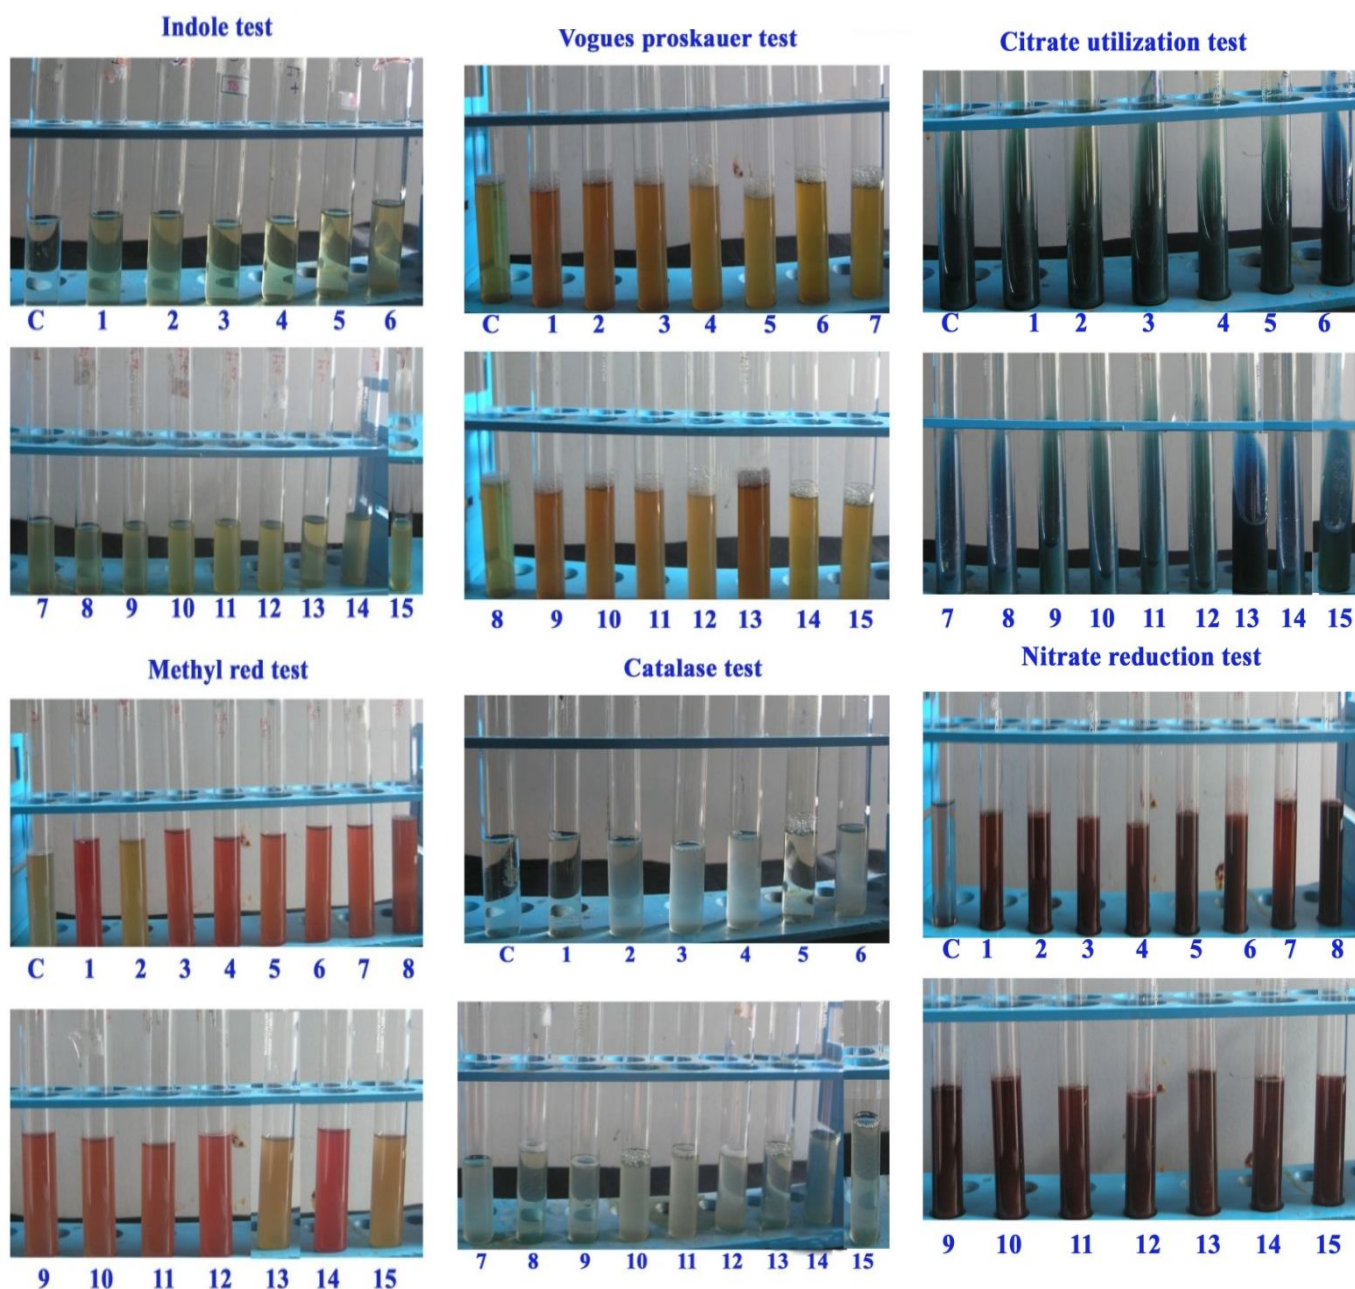 Indole test
Vogues proskauer test
Citrate utilization test
C 1 2 3 4 5 6
C 1 2 3 4 5 6 7
C 1 2 3 4 5 6
7 8 9 10 11 12 13 14 15
8 9 10 11 12 13 14 15
7 8 9 10 11 12 13 14 15
Methyl red test
Catalase test
Nitrate reduction test
C 1 2 3 4 5 6 7 8
C 1 2 3 4 5 6
C 1 2 3 4 5 6 7 8
9 10 11 12 13 14 15
7 8 9 10 11 12 13 14 15
9 10 11 12 13 14 15